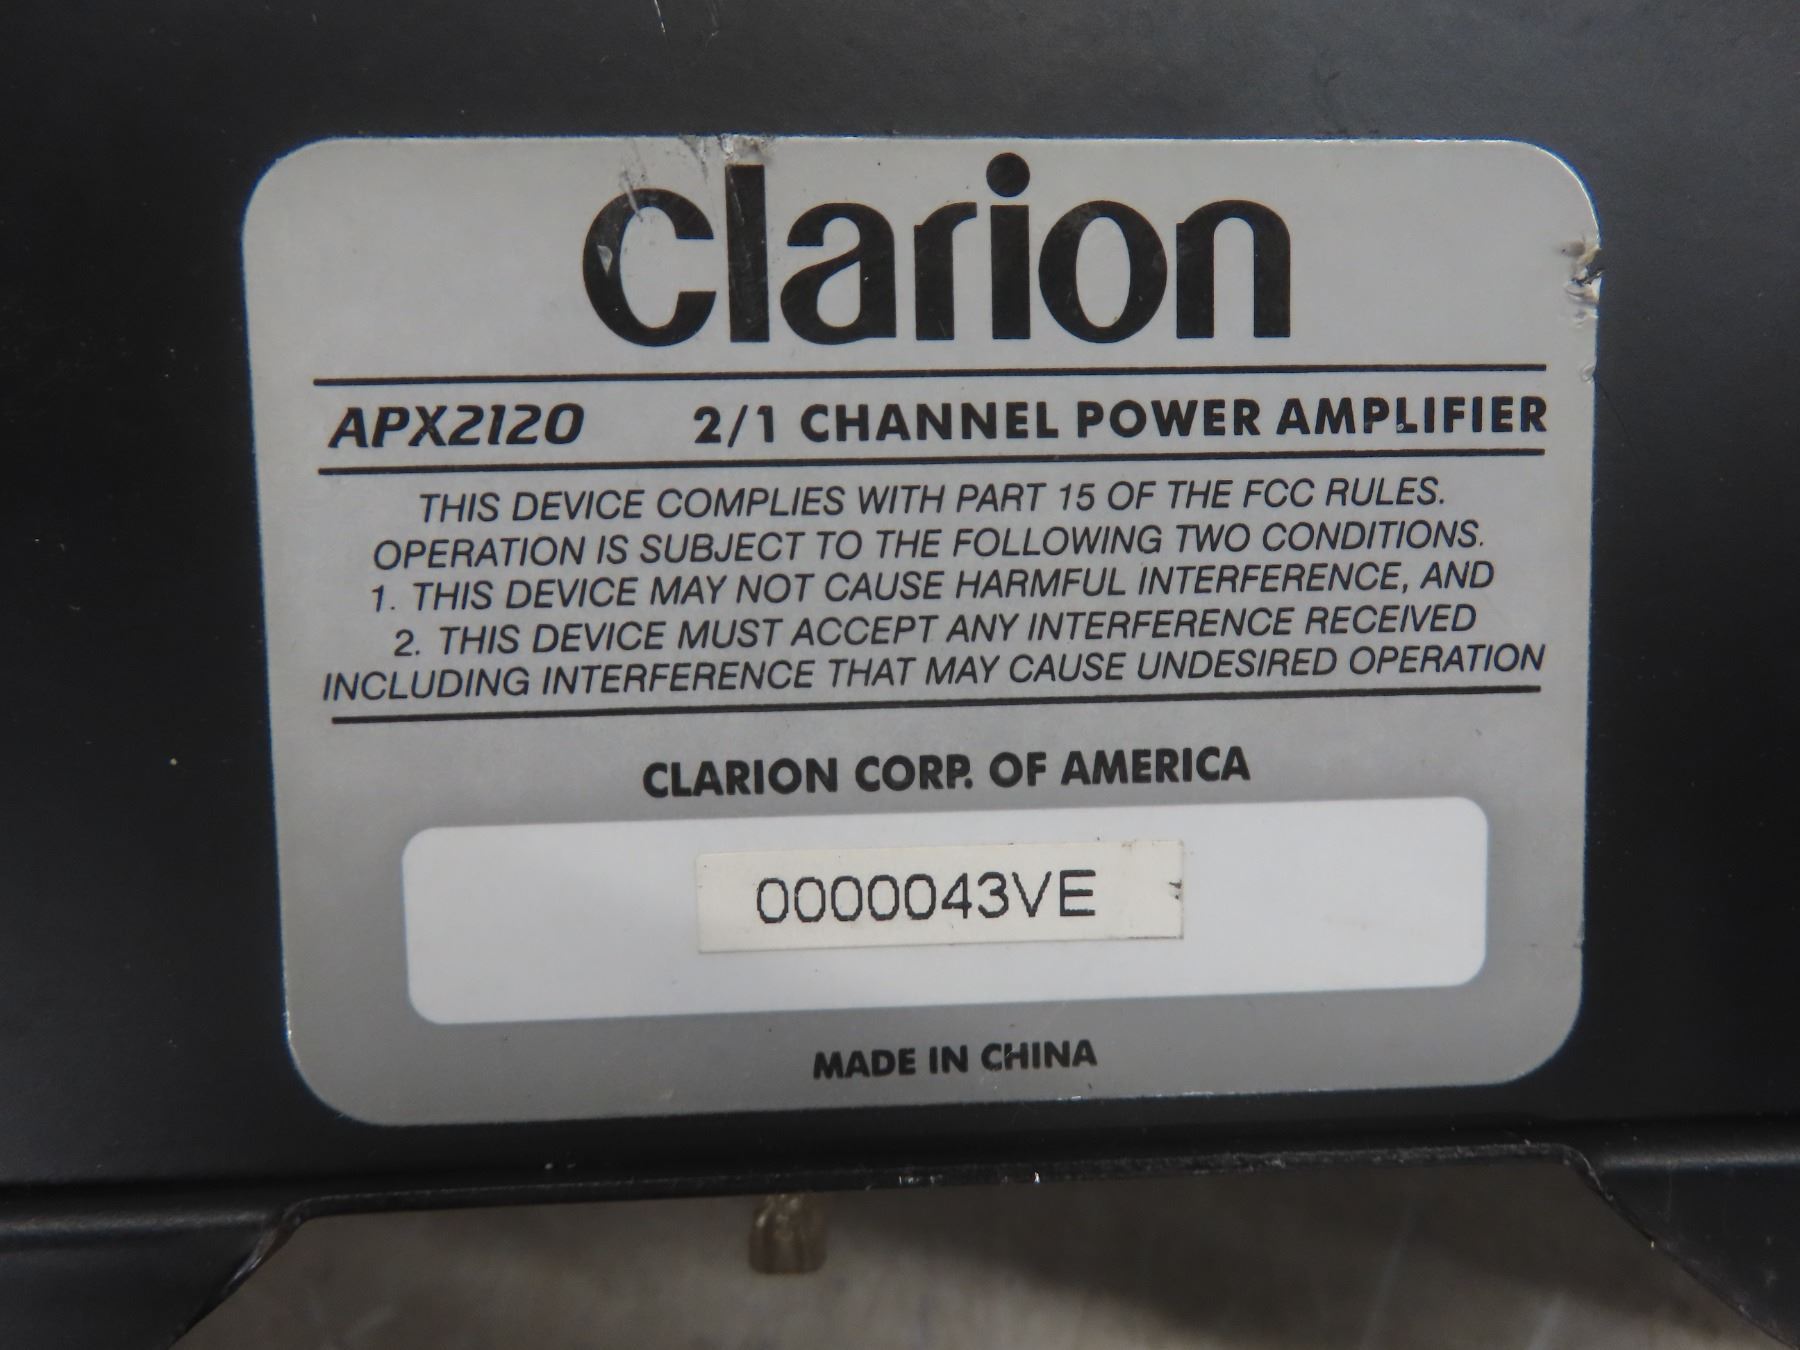 clarion
APX2120 2/1 CHANNEL POWER AMPLIFIER
THIS DEVICE COMPLIES WITH PART 15 OF THE FCC RULES.
OPERATION IS SUBJECT TO THE FOLLOWING TWO CONDITIONS.
1. THIS DEVICE MAY NOT CAUSE HARMFUL INTERFERENCE, AND
2. THIS DEVICE MUST ACCEPT ANY INTERFERENCE RECEIVED
INCLUDING INTERFERENCE THAT MAY CAUSE UNDESIRED OPERATION
CLARION CORP. OF AMERICA
0000043VE
MADE IN CHINA